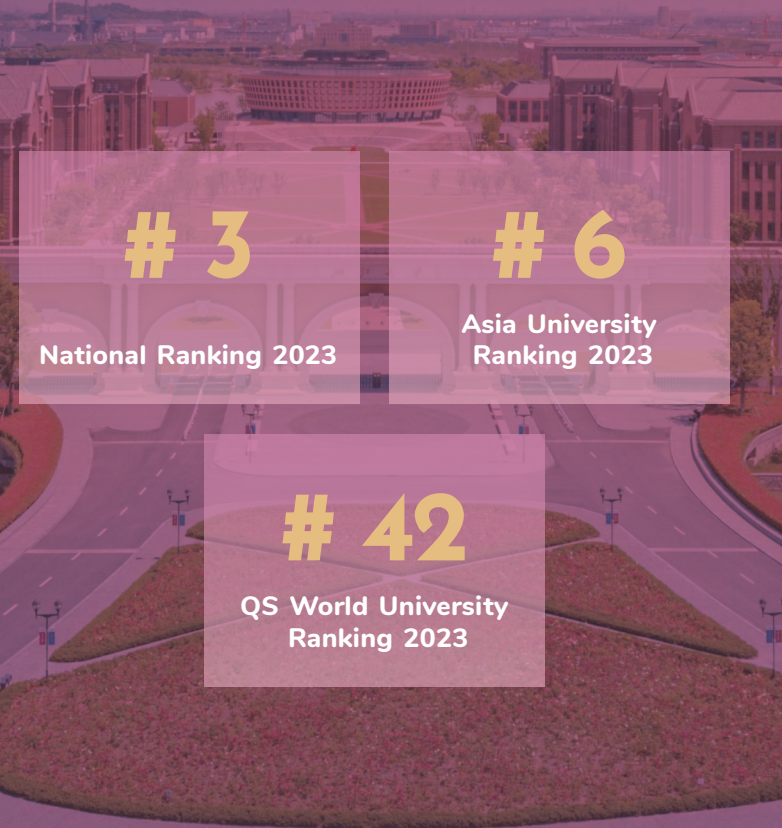 # 3
National Ranking 2023
# 6
Asia University
Ranking 2023
# 42
QS World University
Ranking 2023